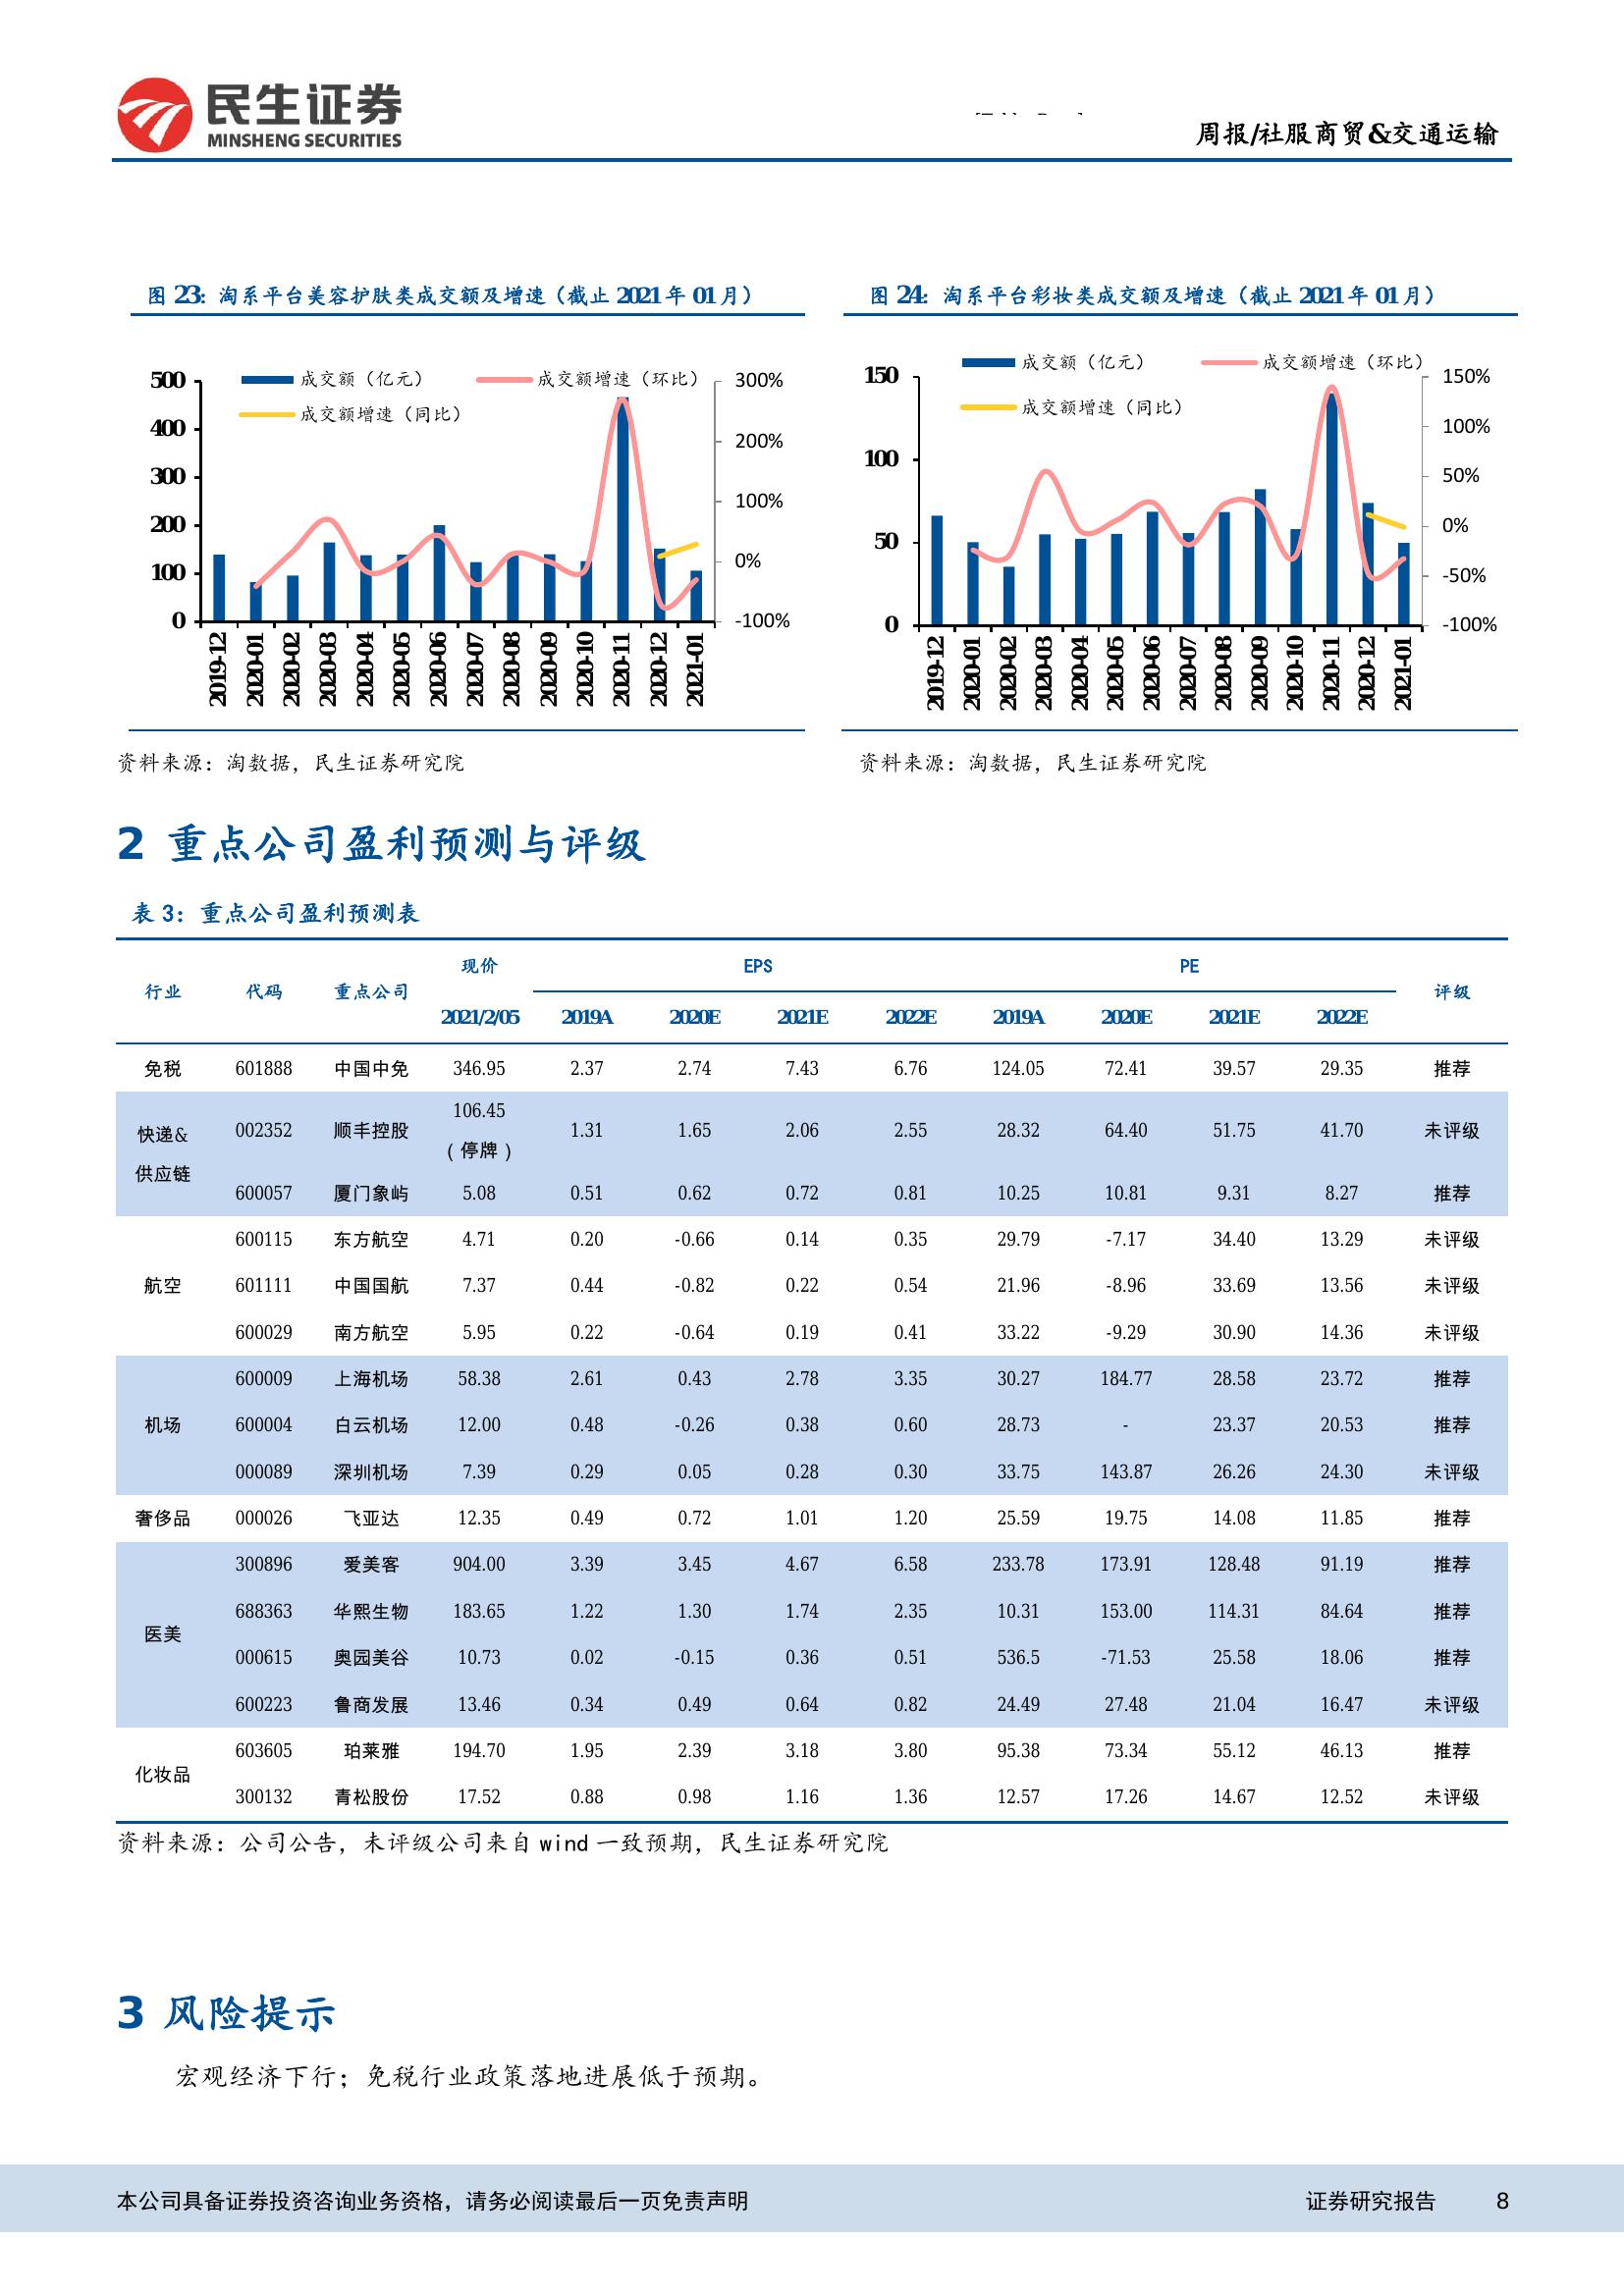 民生证券
MINSHENG SECURITIES
周报/社服商贸&交通运输
图 23：淘系平台美容护肤类成交额及增速（截止 2021 年 01 月）
成交额（亿元） 成交额增速（环比）
成交额增速（同比）
500
400
300
200
100
0
300%
200%
100%
0%
-100%
2019-12 2020-01 2020-02 2020-03 2020-04 2020-05 2020-06 2020-07 2020-08 2020-09 2020-10 2020-11 2020-12 2021-01
资料来源：淘数据，民生证券研究院
图 24：淘系平台彩妆类成交额及增速（截止 2021 年 01 月）
成交额（亿元） 成交额增速（环比）
成交额增速（同比）
150
100
50
0
150%
100%
50%
0%
-50%
-100%
2019-12 2020-01 2020-02 2020-03 2020-04 2020-05 2020-06 2020-07 2020-08 2020-09 2020-10 2020-11 2020-12 2021-01
资料来源：淘数据，民生证券研究院
2 重点公司盈利预测与评级
表 3：重点公司盈利预测表
行业 代码 重点公司 现价 EPS PE 评级
2021/2/05 2019A 2020E 2021E 2022E 2019A 2020E 2021E 2022E
免税 601888 中国中免 346.95 2.37 2.74 7.43 6.76 124.05 72.41 39.57 29.35 推荐
快递&
供应链
002352 顺丰控股 106.45 1.31 1.65 2.06 2.55 28.32 64.40 51.75 41.70 未评级
（停牌）
600057 厦门象屿 5.08 0.51 0.62 0.72 0.81 10.25 10.81 9.31 8.27 推荐
600115 东方航空 4.71 0.20 -0.66 0.14 0.35 29.79 -7.17 34.40 13.29 未评级
航空 601111 中国国航 7.37 0.44 -0.82 0.22 0.54 21.96 -8.96 33.69 13.56 未评级
600029 南方航空 5.95 0.22 -0.64 0.19 0.41 33.22 -9.29 30.90 14.36 未评级
600009 上海机场 58.38 2.61 0.43 2.78 3.35 30.27 184.77 28.58 23.72 推荐
机场 600004 白云机场 12.00 0.48 -0.26 0.38 0.60 28.73 - 23.37 20.53 推荐
000089 深圳机场 7.39 0.29 0.05 0.28 0.30 33.75 143.87 26.26 24.30 未评级
奢侈品 000026 飞亚达 12.35 0.49 0.72 1.01 1.20 25.59 19.75 14.08 11.85 推荐
300896 爱美客 904.00 3.39 3.45 4.67 6.58 233.78 173.91 128.48 91.19 推荐
688363 华熙生物 183.65 1.22 1.30 1.74 2.35 10.31 153.00 114.31 84.64 推荐
医美
000615 奥园美谷 10.73 0.02 -0.15 0.36 0.51 536.5 -71.53 25.58 18.06 推荐
600223 鲁商发展 13.46 0.34 0.49 0.64 0.82 24.49 27.48 21.04 16.47 未评级
603605 珀莱雅 194.70 1.95 2.39 3.18 3.80 95.38 73.34 55.12 46.13 推荐
化妆品
300132 青松股份 17.52 0.88 0.98 1.16 1.36 12.57 17.26 14.67 12.52 未评级
资料来源：公司公告，未评级公司来自 wind 一致预期，民生证券研究院
3 风险提示
宏观经济下行；免税行业政策落地进展低于预期。
本公司具备证券投资咨询业务资格，请务必阅读最后一页免责声明 证券研究报告 8